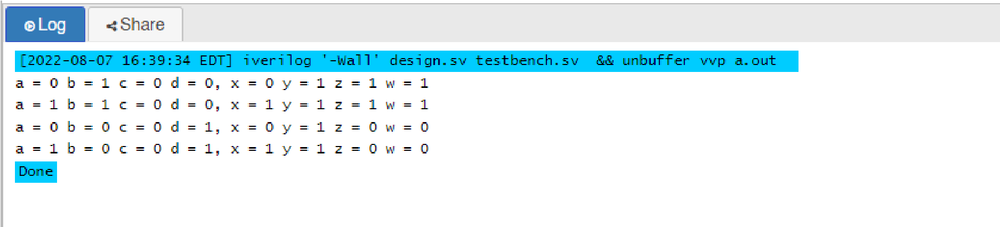 Log Share
[2022-08-07 16:39:34 EDT] iverilog '-Wall' design.sv testbench.sv  && unbuffer vvp a.out
a = 0 b = 1 c = 0 d = 0, x = 0 y = 1 z = 1 w = 1
a = 1 b = 1 c = 0 d = 0, x = 1 y = 1 z = 1 w = 1
a = 0 b = 0 c = 0 d = 1, x = 0 y = 1 z = 0 w = 0
a = 1 b = 0 c = 0 d = 1, x = 1 y = 1 z = 0 w = 0
Done